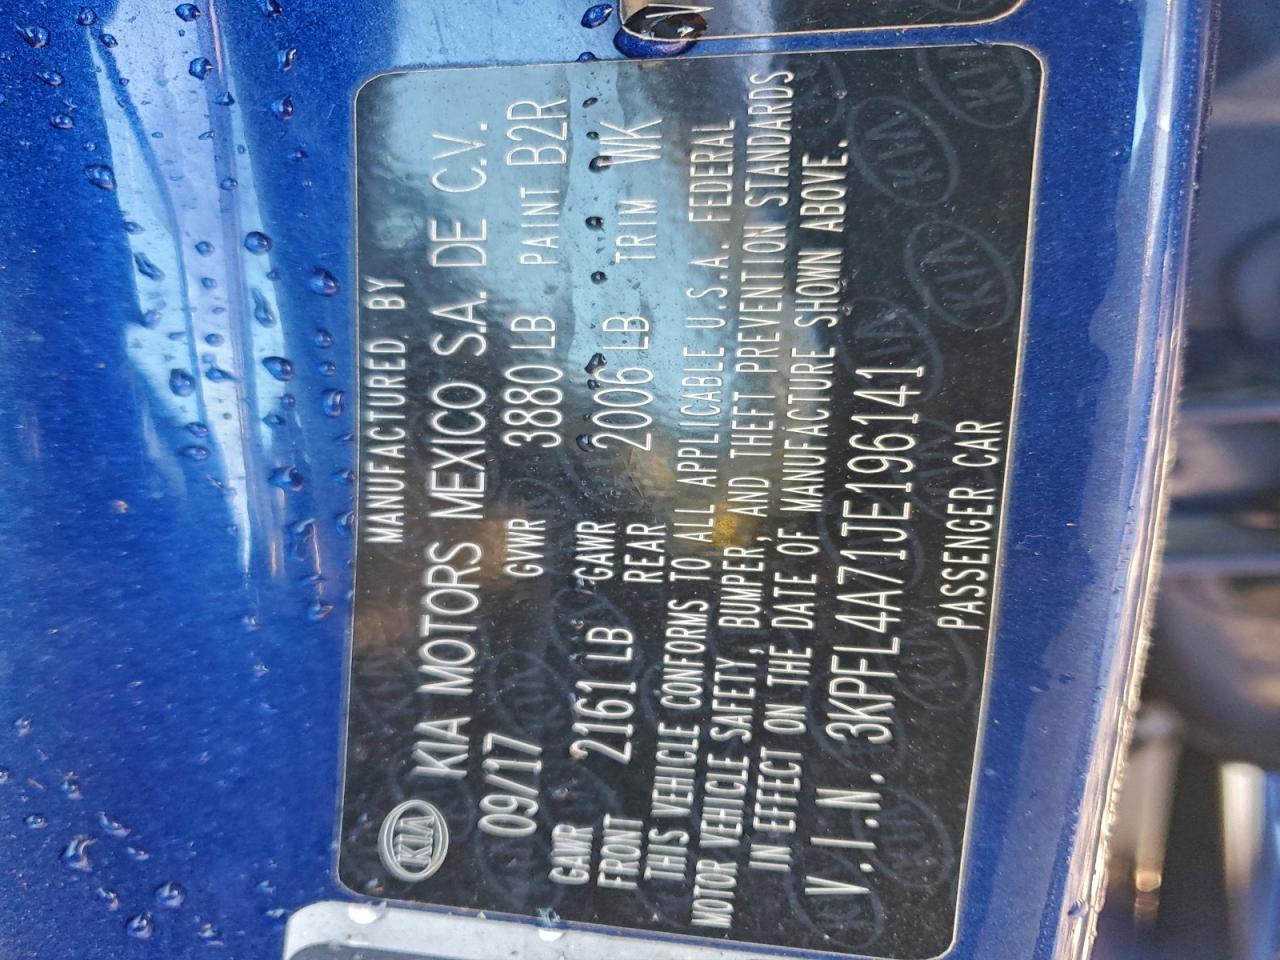 MANUFACTURED BY
KIA KIA MOTORS MEXICO S.A. DE C.V.
09/17 GVWR 3880 LB PAINT B2R
GAWR FRONT 2161 LB GAWR REAR 2006 LB TRIM WK
THIS VEHICLE CONFORMS TO ALL APPLICABLE U.S.A. FEDERAL
MOTOR VEHICLE SAFETY, BUMPER, AND THEFT PREVENTION STANDARDS
IN EFFECT ON THE DATE OF MANUFACTURE SHOWN ABOVE.
V.I.N. 3KPFL4A71JE196141
PASSENGER CAR